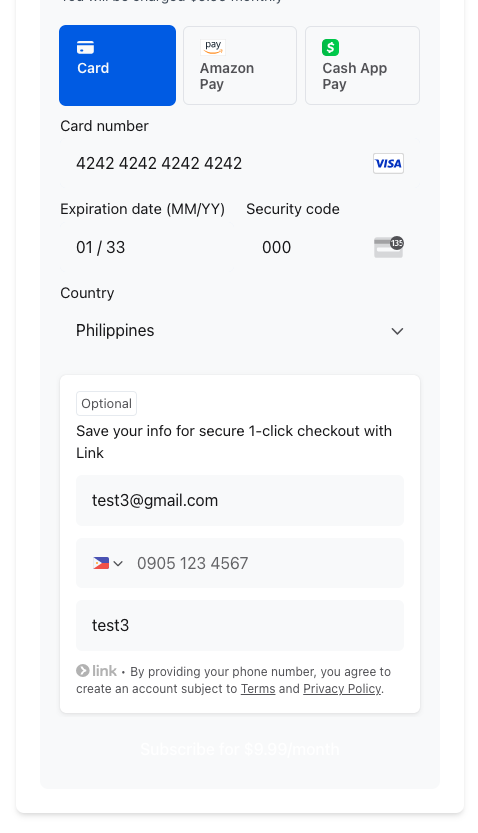 Card
pay
Amazon
Pay
Cash App
Pay
Card number
4242 4242 4242 4242
VISA
Expiration date (MM/YY)
Security code
01 / 33
000
135
Country
Philippines
Optional
Save your info for secure 1-click checkout with
Link
test3@gmail.com
0905 123 4567
test3
link • By providing your phone number, you agree to
create an account subject to Terms and Privacy Policy.
Subscribe for $9.99/month